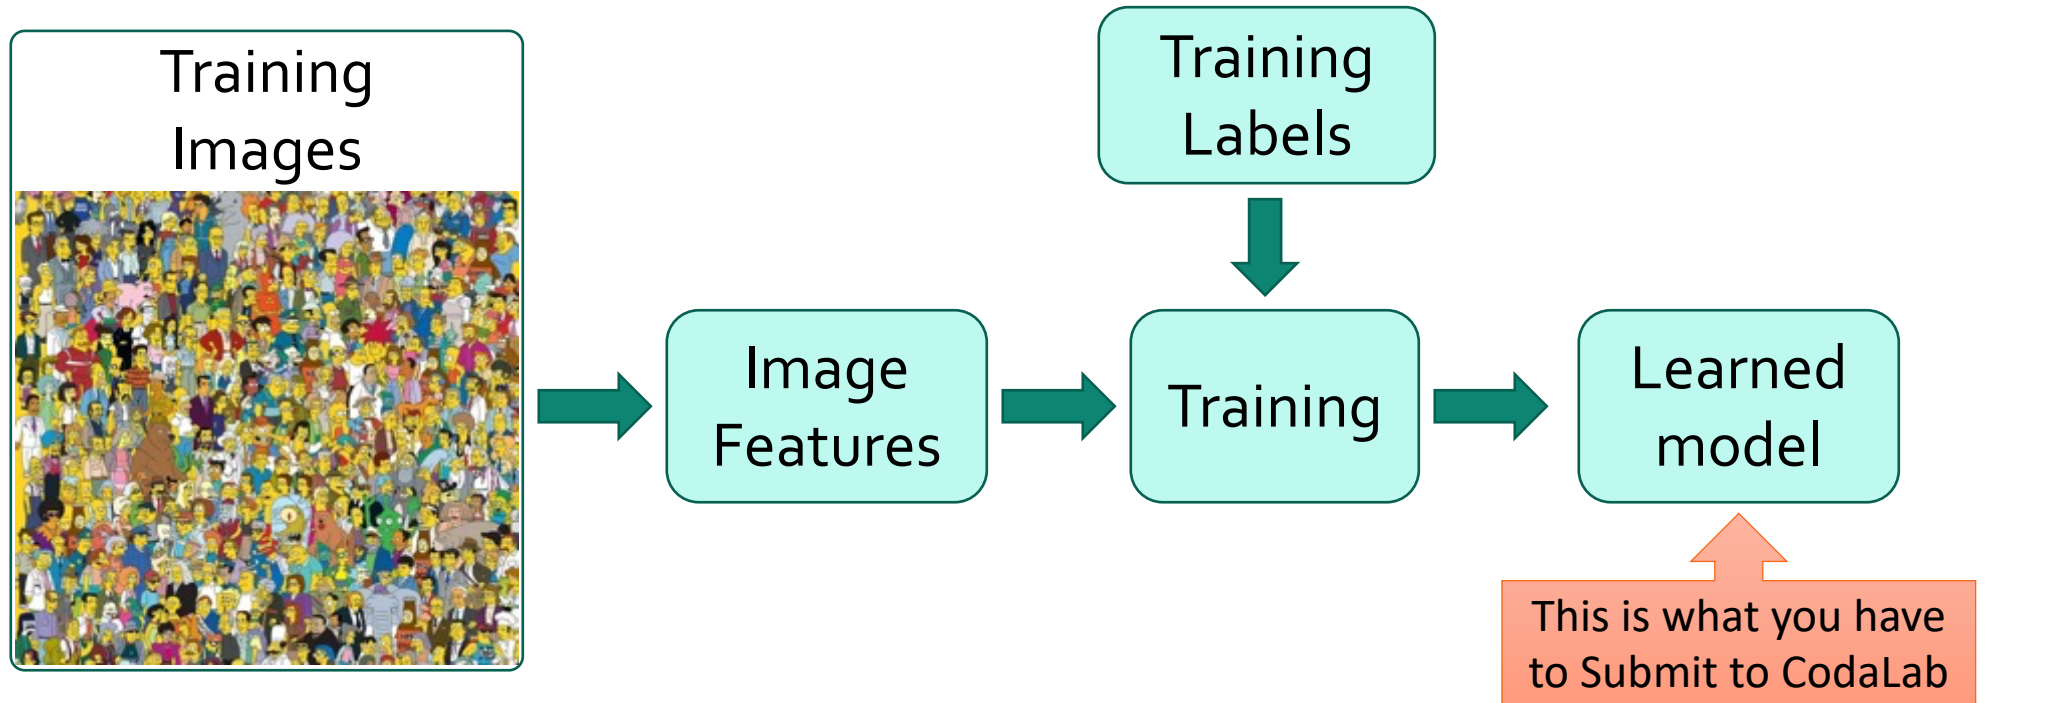 Training
Images
Training
Labels
Image
Features
Training
Learned
model
This is what you have
to Submit to CodaLab